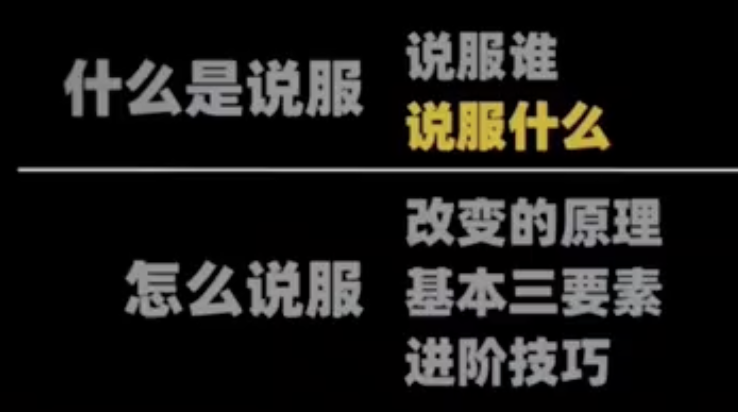 什么是说服
说服谁
说服什么
怎么说服
改变的原理
基本三要素
进阶技巧